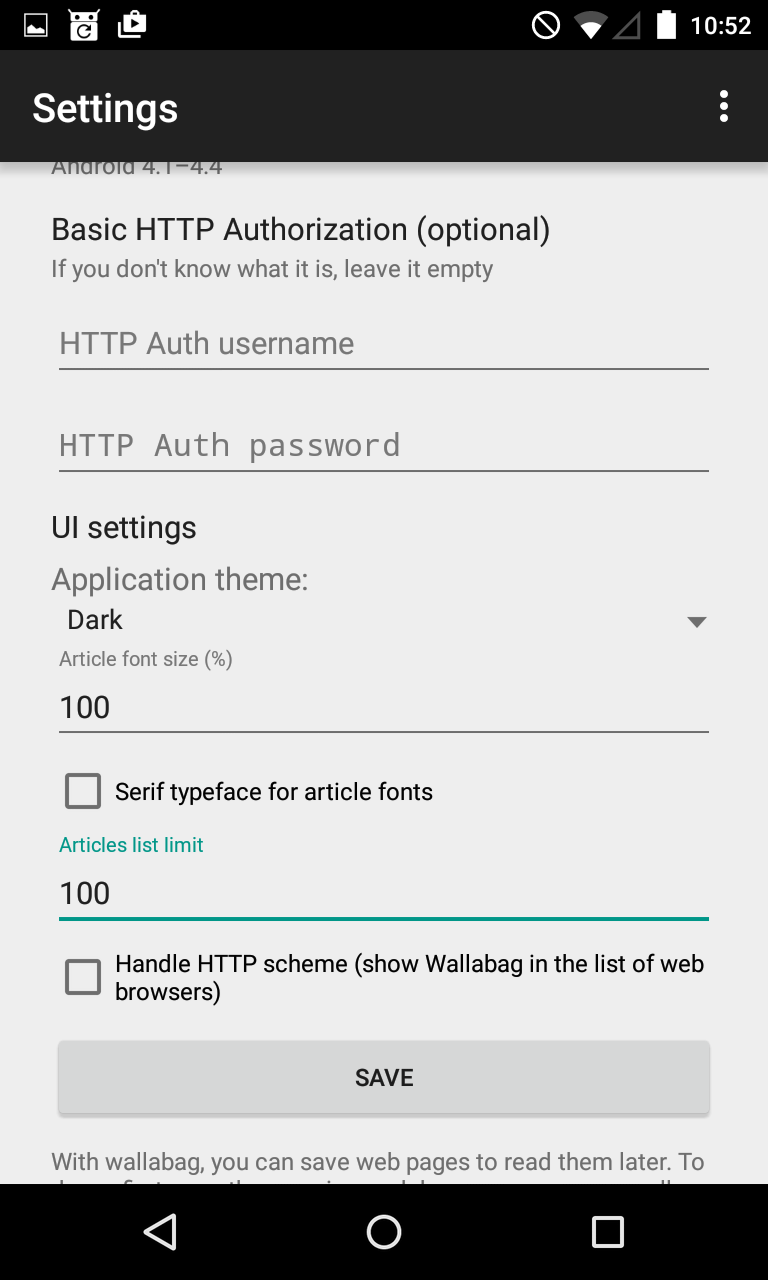 10:52
Settings
Android 4.1–4.4
Basic HTTP Authorization (optional)
If you don't know what it is, leave it empty
HTTP Auth username
HTTP Auth password
UI settings
Application theme:
Dark
Article font size (%)
100
Serif typeface for article fonts
Articles list limit
100
Handle HTTP scheme (show Wallabag in the list of web
browsers)
SAVE
With wallabag, you can save web pages to read them later. To